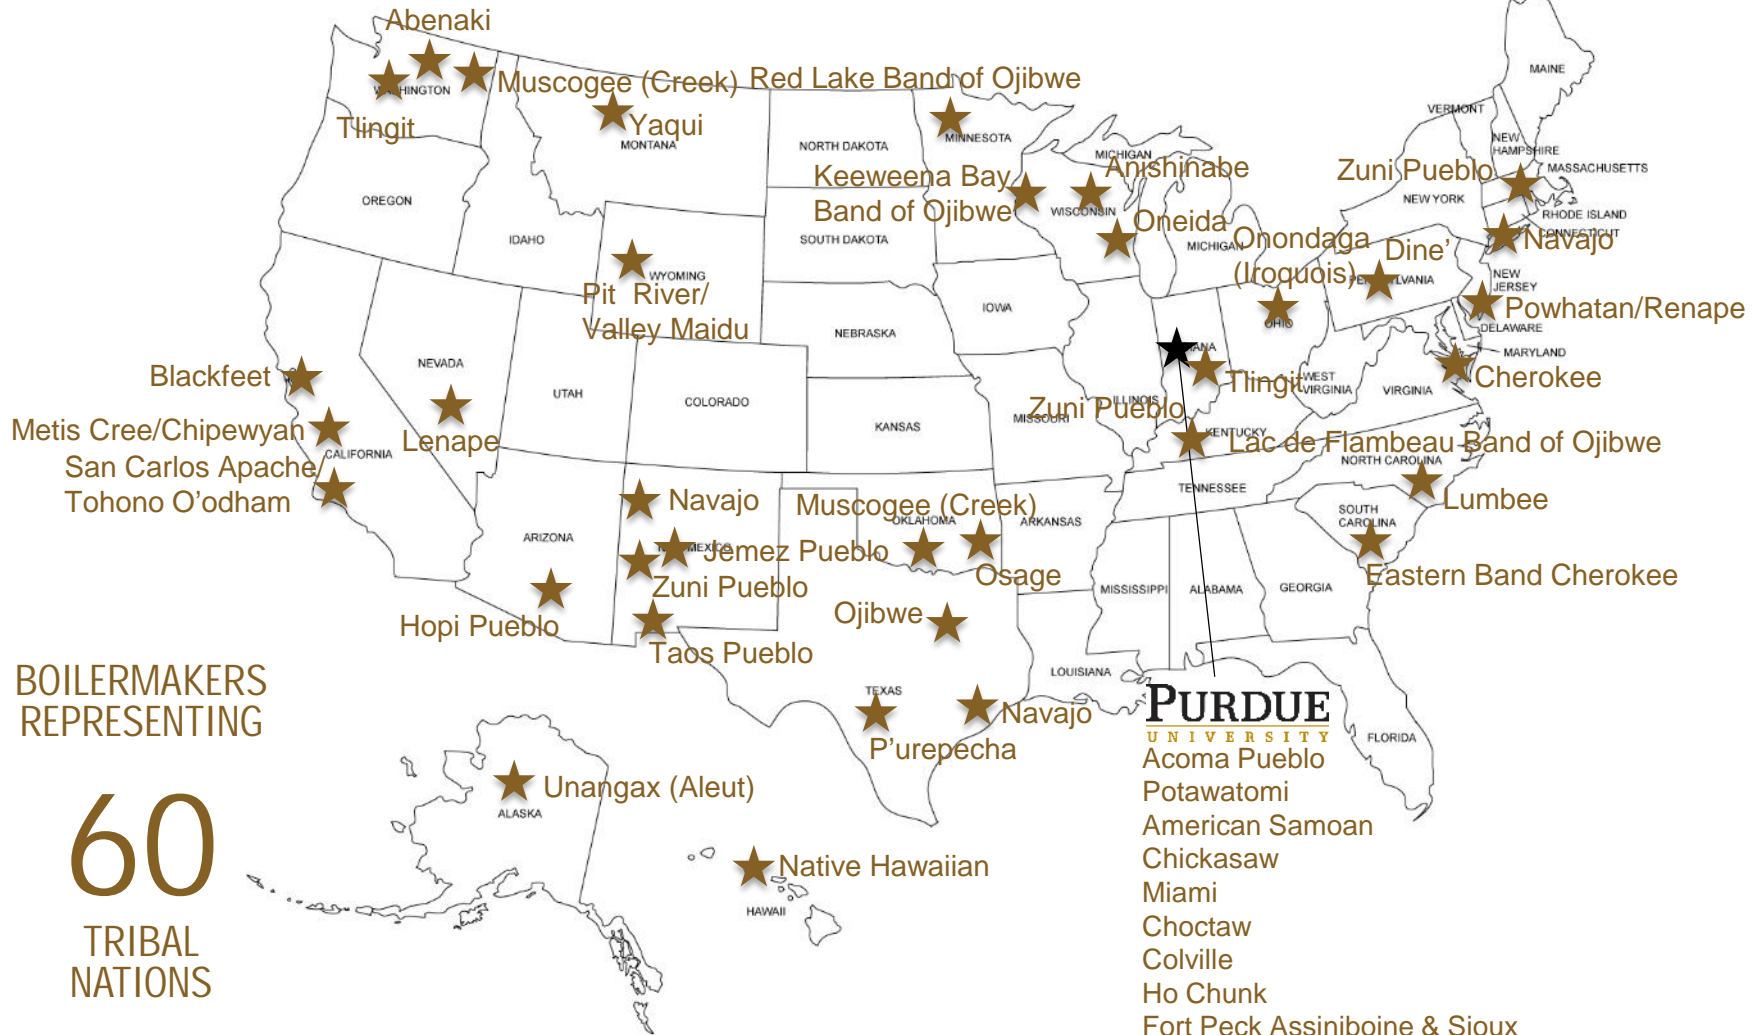 Abenaki
Muscogee (Creek)
Red Lake Band of Ojibwe
WASHINGTON
Tlingit
Yaqui
MONTANA
NORTH DAKOTA
MINNESOTA
MICHIGAN
MAINE
VERMONT
NEW
HAMPSHIRE
MASSACHUSETTS
Zuni Pueblo
NEW YORK
RHODE ISLAND
CONNECTICUT
Navajo
OREGON
IDAHO
Keeweena Bay
Band of Ojibwe
Anishinabe
WISCONSIN
Oneida
SOUTH DAKOTA
MICHIGAN
Onondaga
(Iroquois)
Dine’
PENNSYLVANIA
NEW
JERSEY
Powhatan/Renape
DELAWARE
MARYLAND
Cherokee
WYOMING
Pit River/
Valley Maidu
IOWA
OHIO
NEBRASKA
INDIANA
Tlingit
WEST
VIRGINIA
VIRGINIA
Blackfeet
NEVADA
UTAH
COLORADO
KANSAS
MISSOURI
ILLINOIS
Zuni Pueblo
KENTUCKY
Lac de Flambeau Band of Ojibwe
Metis Cree/Chipewyan
CALIFORNIA
San Carlos Apache/
Tohono O’odham
Lenape
NORTH CAROLINA
Lumbee
TENNESSEE
SOUTH
CAROLINA
Eastern Band Cherokee
Navajo
Muscogee (Creek)
OKLAHOMA
ARKANSAS
ARIZONA
NEW MEXICO
Jemez Pueblo
Zuni Pueblo
Osage
MISSISSIPPI
ALABAMA
GEORGIA
Hopi Pueblo
Taos Pueblo
Ojibwe
LOUISIANA
TEXAS
Navajo
P’urepecha
FLORIDA
BOILERMAKERS
REPRESENTING
60
TRIBAL
NATIONS
Unangax (Aleut)
ALASKA
Native Hawaiian
HAWAII
PURDUE
UNIVERSITY
Acoma Pueblo
Potawatomi
American Samoan
Chickasaw
Miami
Choctaw
Colville
Ho Chunk
Fort Peck Assiniboine & Sioux